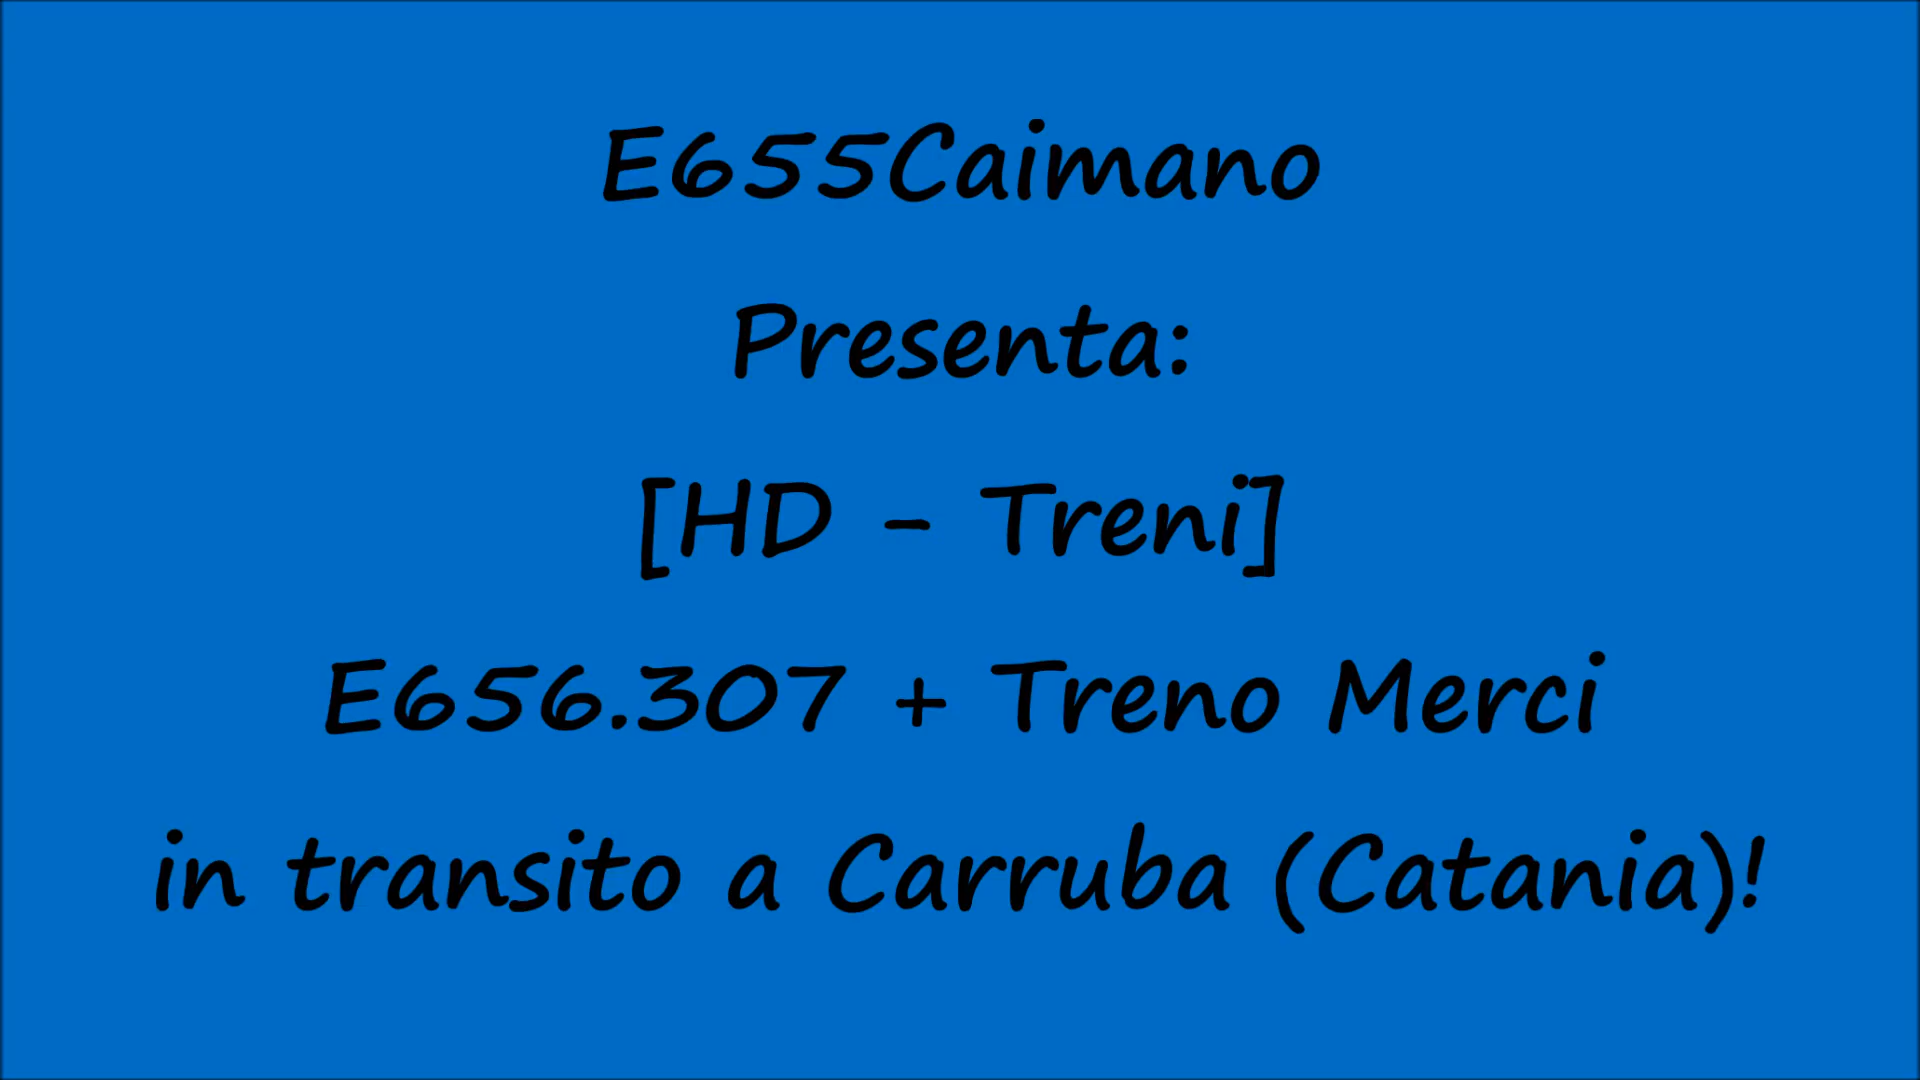 E655Caimano
Presenta:
[HD - Treni]
E656.307 + Treno Merci
in transito a Carruba (Catania)!